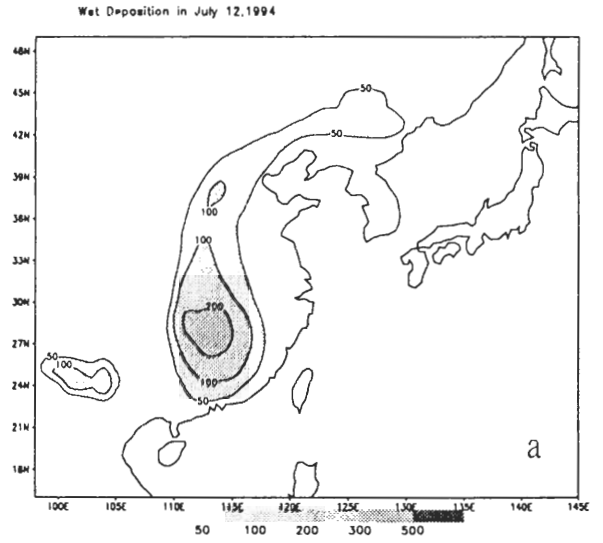 Wet Deposition in July 12,1994
48N
45N
42N
39N
36N
33N
30N
27N
24N
21N
18N
50
50
100
100
200
100
50
50
100
a
100E 105E 110E 115E 120E 125E 130E 135E 140E 145E
50 100 200 300 500